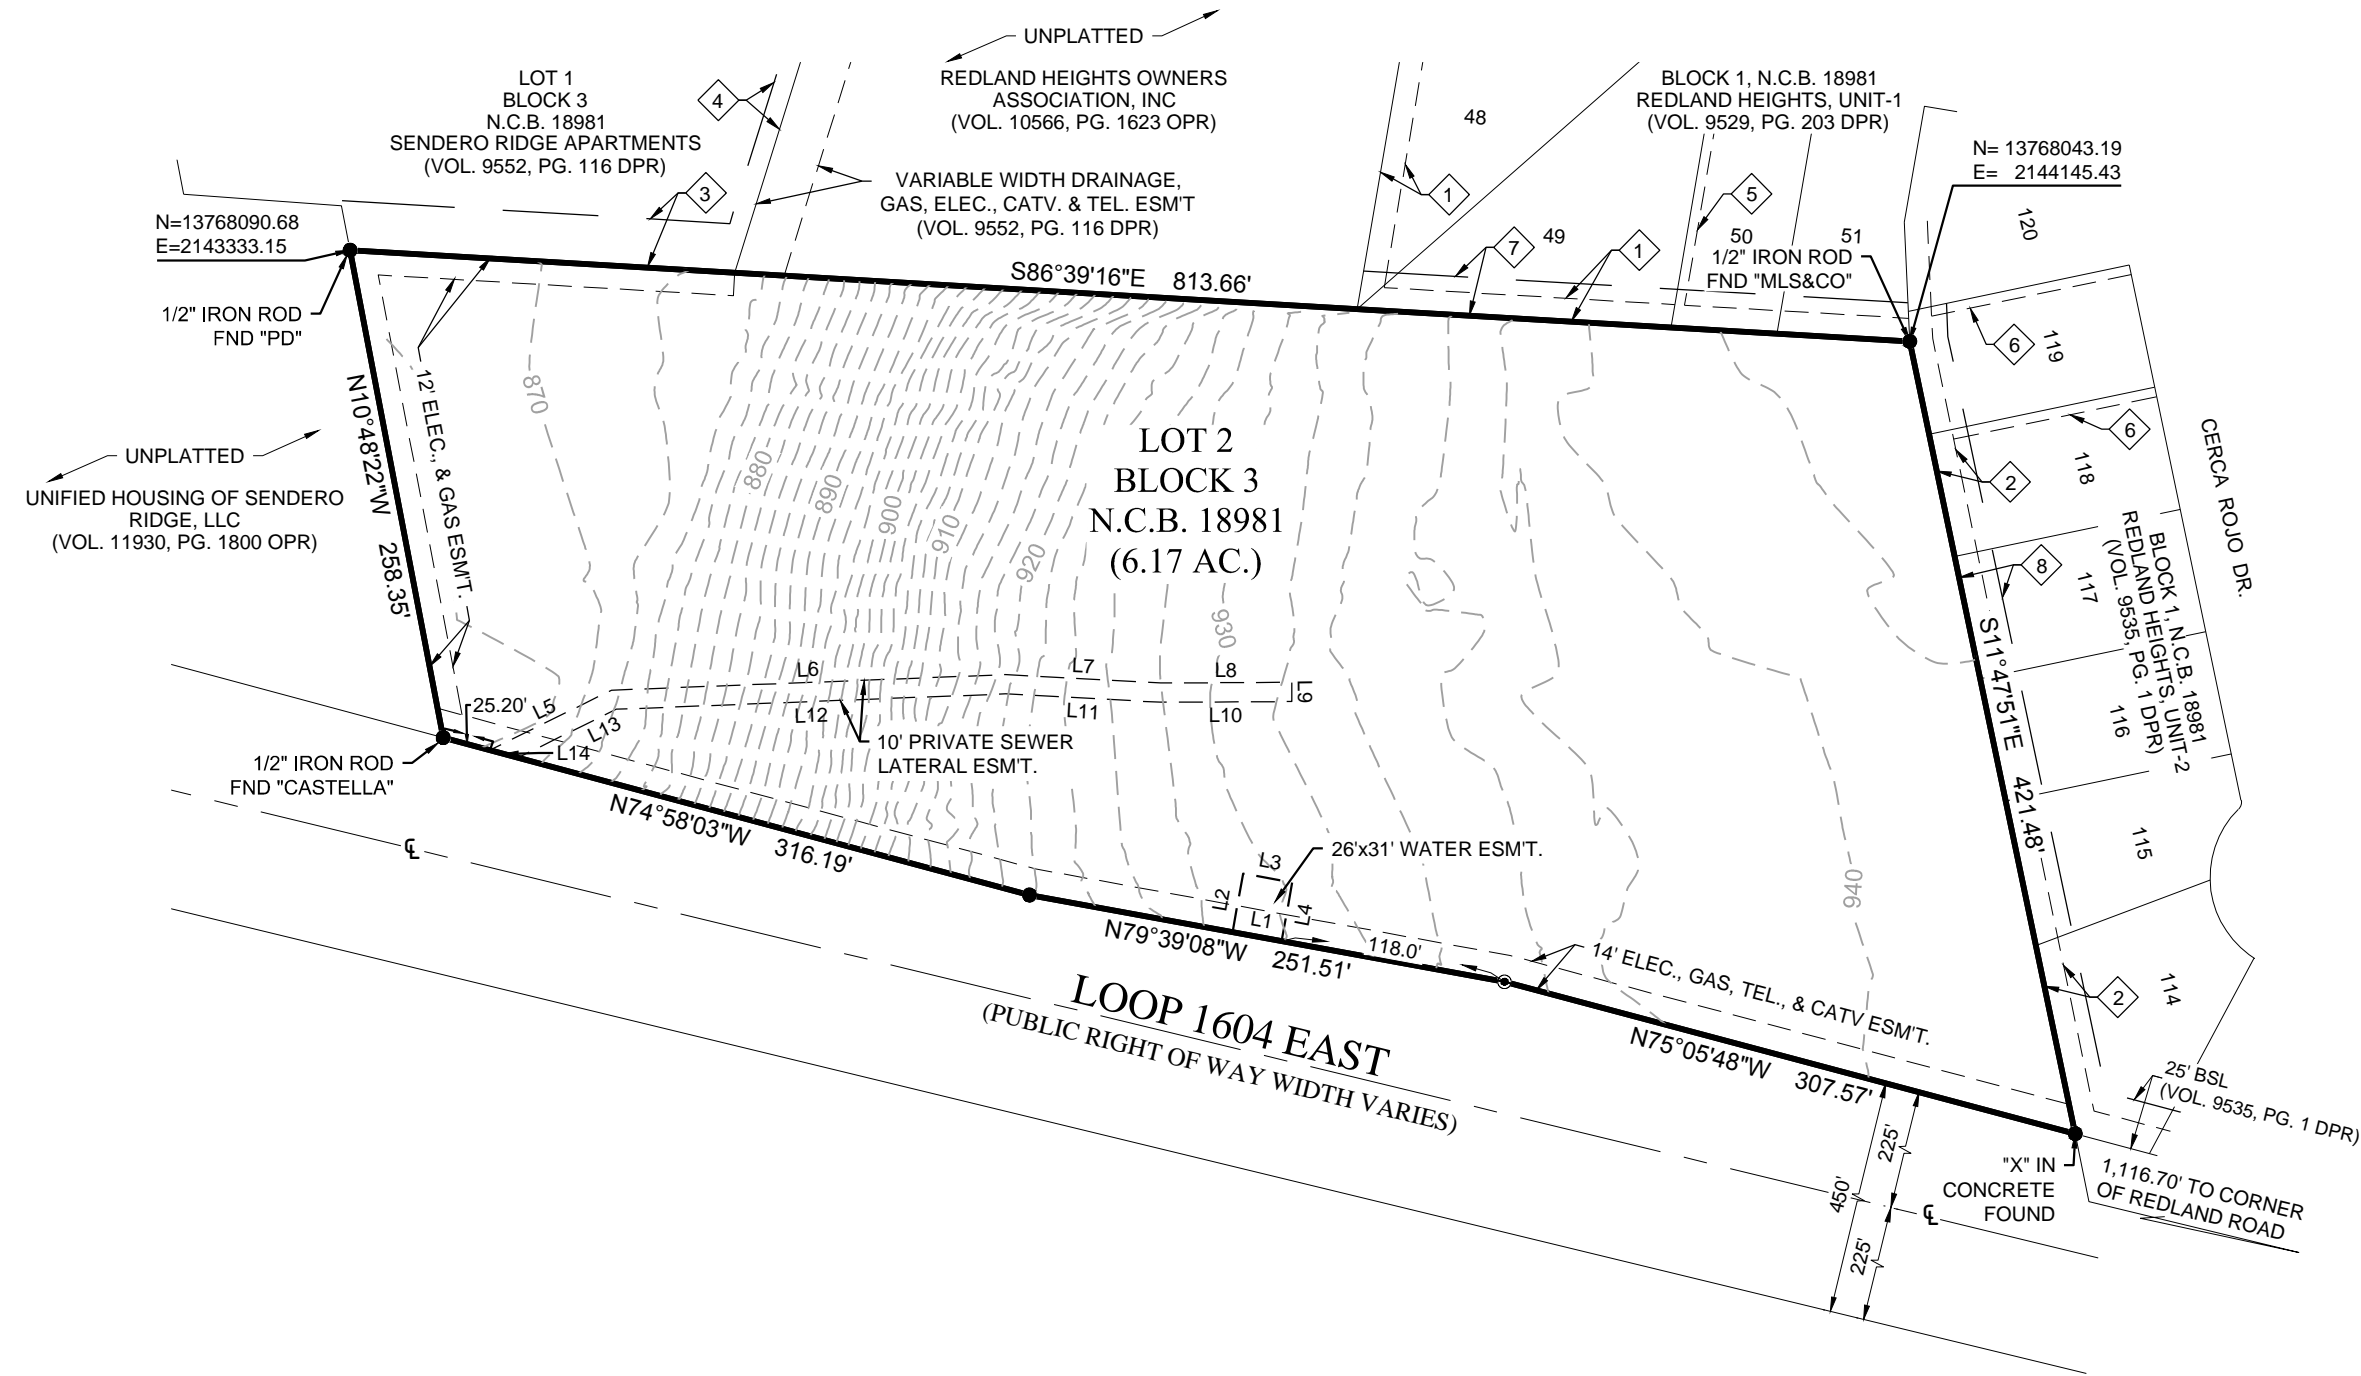 UNPLATTED
LOT 1
BLOCK 3
N.C.B. 18981
SENDERO RIDGE APARTMENTS
(VOL. 9552, PG. 116 DPR)
4
3
REDLAND HEIGHTS OWNERS
ASSOCIATION, INC
(VOL. 10566, PG. 1623 OPR)
VARIABLE WIDTH DRAINAGE,
GAS, ELEC., CATV. & TEL. ESM'T
(VOL. 9552, PG. 116 DPR)
48
1
BLOCK 1, N.C.B. 18981
REDLAND HEIGHTS, UNIT-1
(VOL. 9529, PG. 203 DPR)
5
7
49
1
50
51
1/2" IRON ROD
FND "MLS&CO"
N= 13768043.19
E= 2144145.43
N=13768090.68
E=2143333.15
1/2" IRON ROD
FND "PD"
S86°39'16"E 813.66'
120
6
119
6
118
2
8
117
116
115
2
114
CERCA ROJO DR.
BLOCK 1, N.C.B. 18981
REDLAND HEIGHTS, UNIT-2
(VOL. 9535, PG. 1 DPR)
S11°47'51"E 421.48'
UNPLATTED
UNIFIED HOUSING OF SENDERO
RIDGE, LLC
(VOL. 11930, PG. 1800 OPR)
N10°48'22"W 258.35'
12' ELEC., & GAS ESM'T.
870
880
890
900
910
920
930
940
LOT 2
BLOCK 3
N.C.B. 18981
(6.17 AC.)
L6
L7
L8
L9
L5
L13
L12
L11
L10
L14
25.20'
10' PRIVATE SEWER
LATERAL ESM'T.
1/2" IRON ROD
FND "CASTELLA"
N74°58'03"W 316.19'
26'x31' WATER ESM'T.
L3
L2
L1
L4
N79°39'08"W 251.51'
118.0'
14' ELEC., GAS, TEL., & CATV ESM'T.
LOOP 1604 EAST
(PUBLIC RIGHT OF WAY WIDTH VARIES)
N75°05'48"W 307.57'
℄
℄
225'
450'
225'
25' BSL
(VOL. 9535, PG. 1 DPR)
"X" IN
CONCRETE
FOUND
1,116.70' TO CORNER
OF REDLAND ROAD